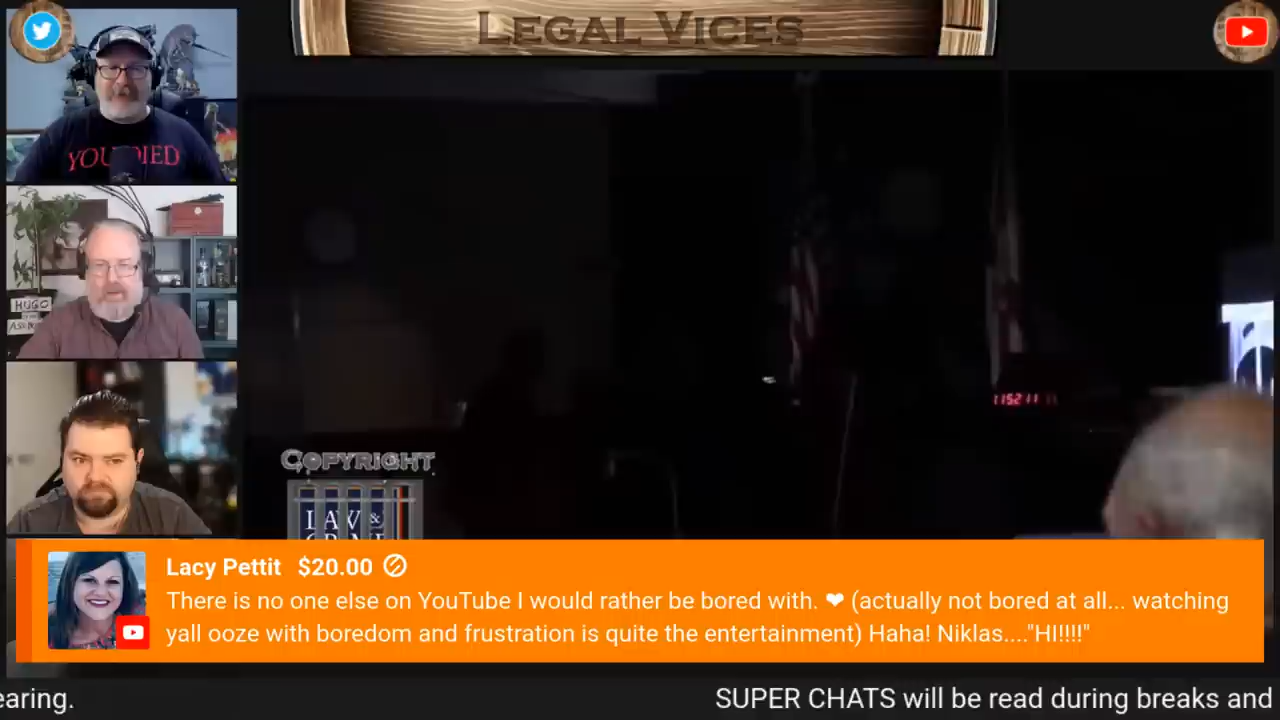 LEGAL VICES
YOU DIED
HUGO
COPYRIGHT
LAW &
Lacy Pettit $20.00
There is no one else on YouTube I would rather be bored with. ❤ (actually not bored at all... watching
yall ooze with boredom and frustration is quite the entertainment) Haha! Niklas...."HI!!!!"
earing.
SUPER CHATS will be read during breaks and